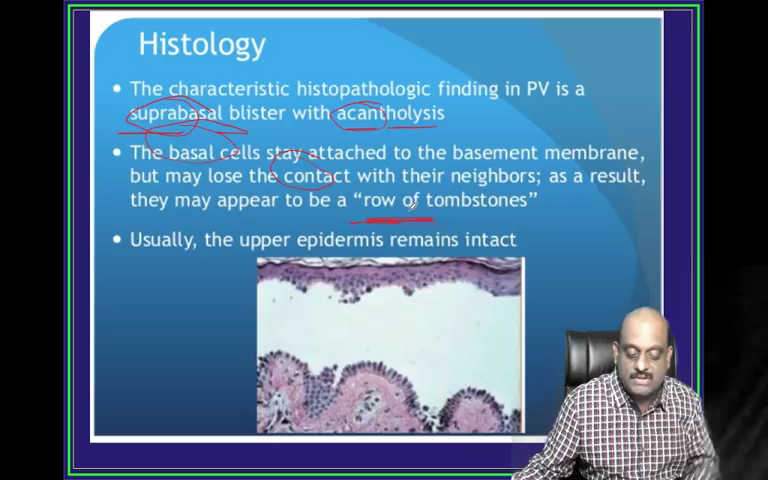 Histology
The characteristic histopathologic finding in PV is a
suprabasal blister with acantholysis
The basal cells stay attached to the basement membrane,
but may lose the contact with their neighbors; as a result,
they may appear to be a “row of tombstones”
Usually, the upper epidermis remains intact